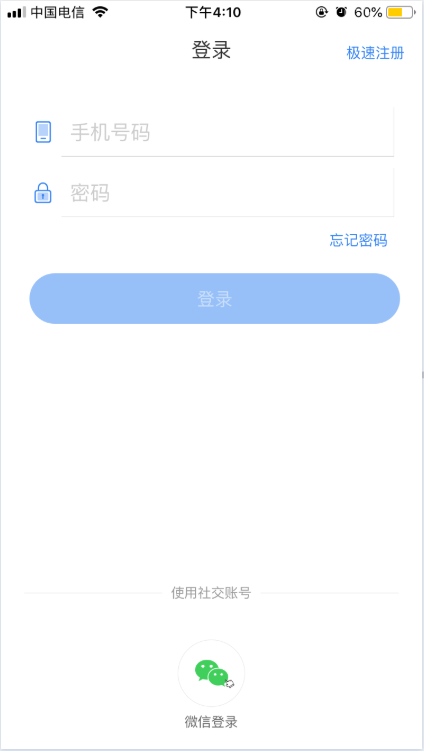 中国电信 下午4:10 60%
登录 极速注册
手机号码
密码
忘记密码
登录
使用社交账号
微信登录